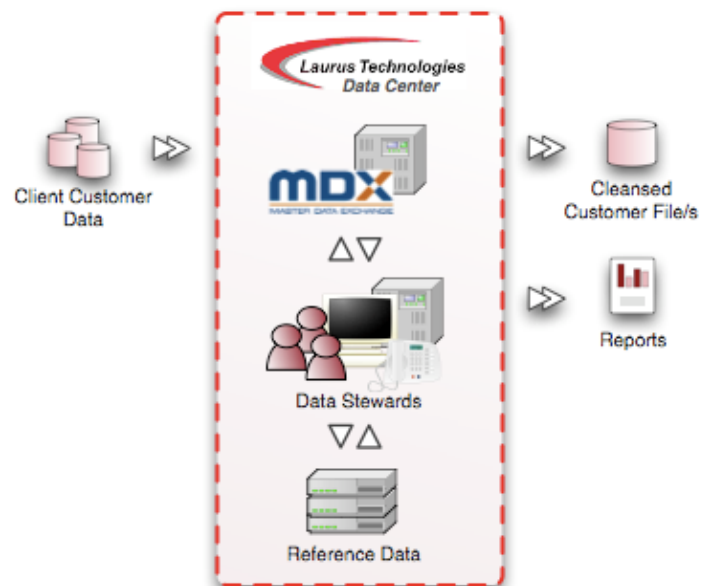 Laurus Technologies
Data Center
Client Customer
Data
MDX
MASTER DATA EXCHANGE
Cleansed
Customer File/s
Data Stewards
Reports
Reference Data